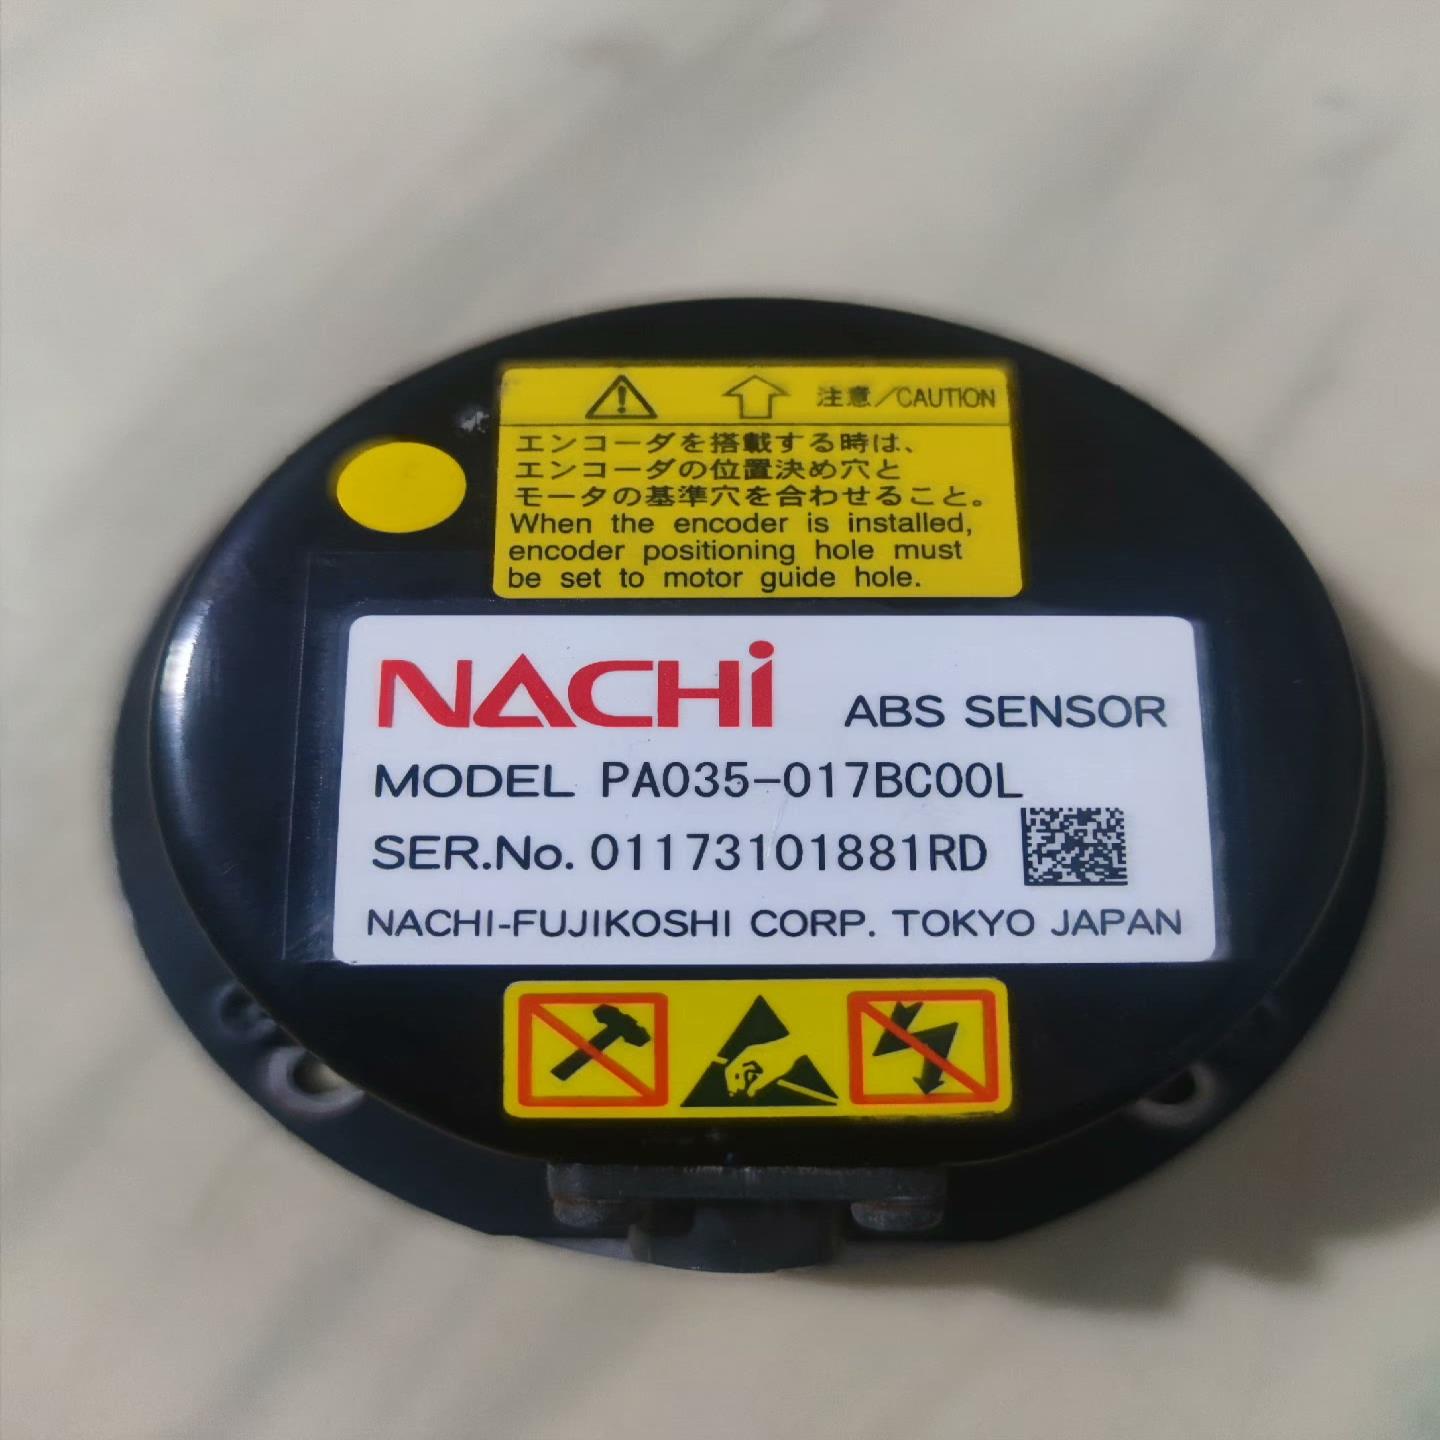 注意/CAUTION
エンコーダを搭載する時は、
エンコーダの位置決め穴と
モータの基準穴を合わせること。
When the encoder is installed,
encoder positioning hole must
be set to motor guide hole.
NACHi ABS SENSOR
MODEL PA035-017BC00L
SER.No. 01173101881RD
NACHI-FUJIKOSHI CORP. TOKYO JAPAN